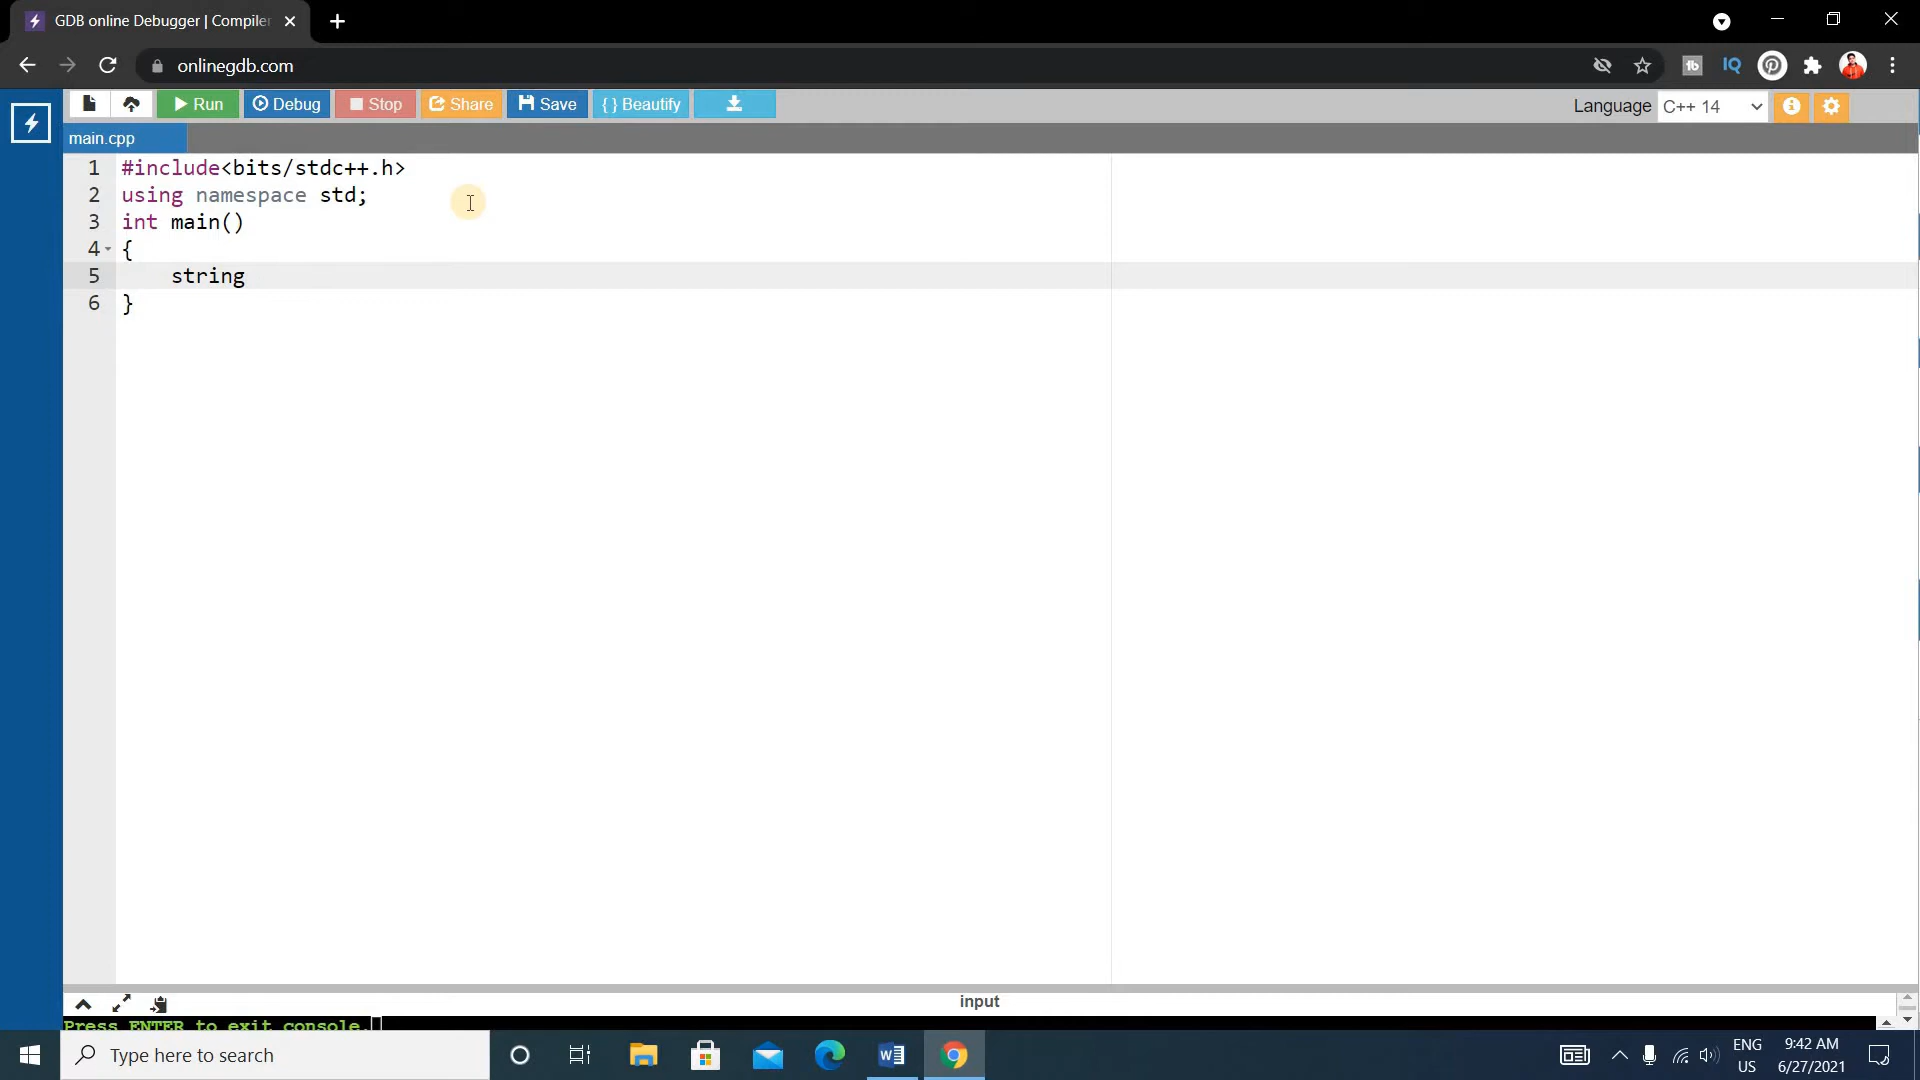 GDB online Debugger | Compiler
onlinegdb.com
Run Debug Stop Share Save { } Beautify Language C++ 14
main.cpp
1 #include<bits/stdc++.h>
2 using namespace std;
3 int main()
4 {
5 string
6 }
input
Press ENTER to exit console.
Type here to search
ENG
US
9:42 AM
6/27/2021